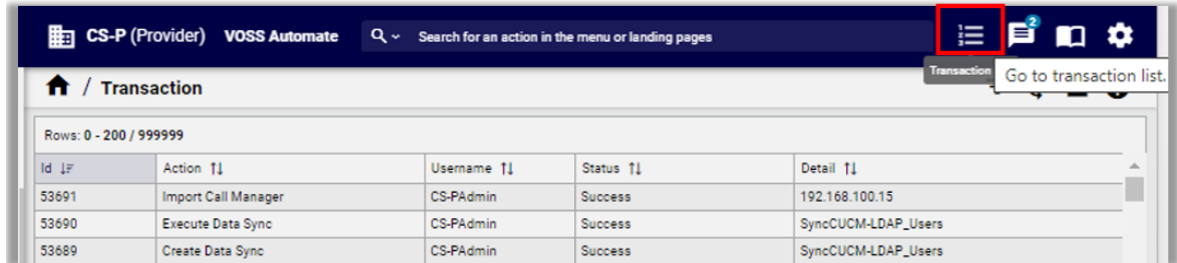 CS-P (Provider) VOSS Automate Search for an action in the menu or landing pages 2
Transaction Go to transaction list.
/ Transaction
Rows: 0 - 200 / 999999
Id Action Username Status Detail
53691 Import Call Manager CS-PAdmin Success 192.168.100.15
53690 Execute Data Sync CS-PAdmin Success SyncCUCM-LDAP_Users
53689 Create Data Sync CS-PAdmin Success SyncCUCM-LDAP_Users